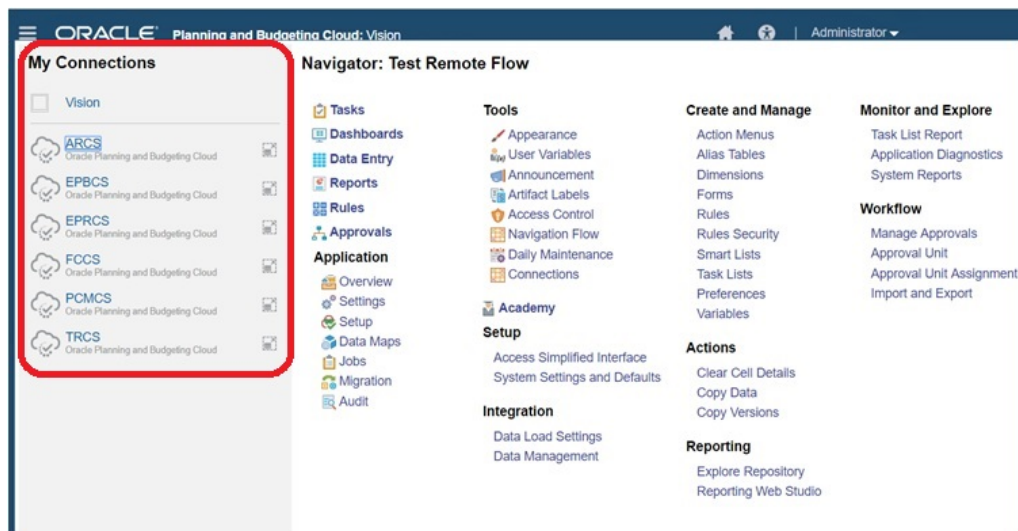 ORACLE® Planning and Budgeting Cloud: Vision
Administrator
My Connections
Vision
ARCS
Oracle Planning and Budgeting Cloud
EPBCS
Oracle Planning and Budgeting Cloud
EPRCS
Oracle Planning and Budgeting Cloud
FCCS
Oracle Planning and Budgeting Cloud
PCMCS
Oracle Planning and Budgeting Cloud
TRCS
Oracle Planning and Budgeting Cloud
Navigator: Test Remote Flow
Tasks
Dashboards
Data Entry
Reports
Rules
Approvals
Application
Overview
Settings
Setup
Data Maps
Jobs
Migration
Audit
Tools
Appearance
User Variables
Announcement
Artifact Labels
Access Control
Navigation Flow
Daily Maintenance
Connections
Academy
Setup
Access Simplified Interface
System Settings and Defaults
Integration
Data Load Settings
Data Management
Create and Manage
Action Menus
Alias Tables
Dimensions
Forms
Rules
Rules Security
Smart Lists
Task Lists
Preferences
Variables
Actions
Clear Cell Details
Copy Data
Copy Versions
Reporting
Explore Repository
Reporting Web Studio
Monitor and Explore
Task List Report
Application Diagnostics
System Reports
Workflow
Manage Approvals
Approval Unit
Approval Unit Assignment
Import and Export